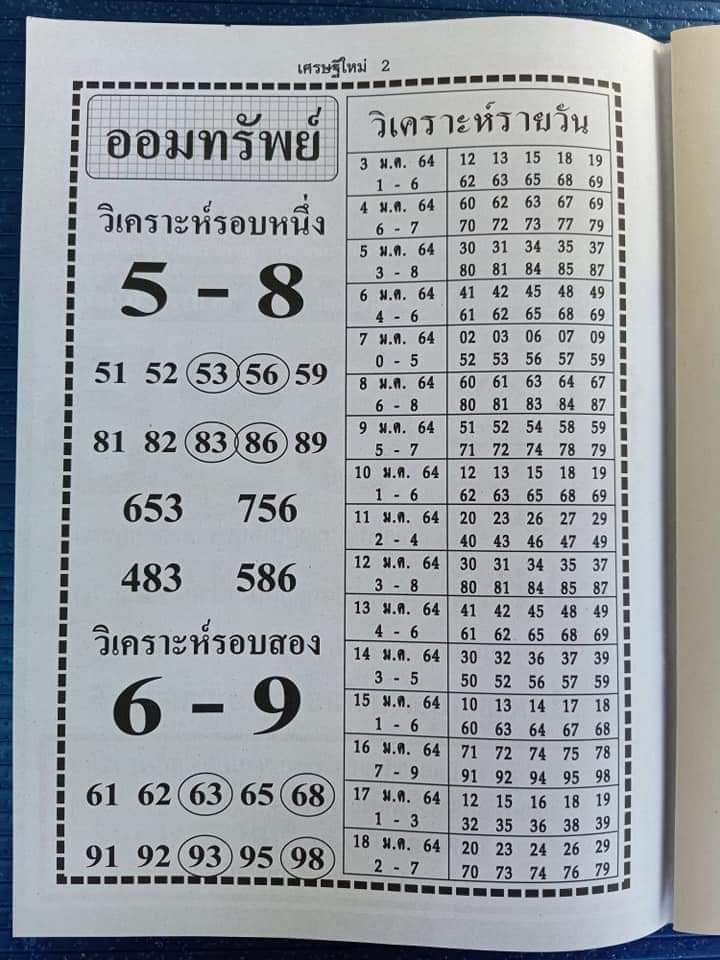 เศรษฐีใหม่ 2
ออมทรัพย์
วิเคราะห์รอบหนึ่ง
5 - 8
51 52 53 56 59
81 82 83 86 89
653 756
483 586
วิเคราะห์รอบสอง
6 - 9
61 62 63 65 68
91 92 93 95 98
วิเคราะห์รายวัน
3 ม.ค. 64 12 13 15 18 19
1 - 6 62 63 65 68 69
4 ม.ค. 64 60 62 63 67 69
6 - 7 70 72 73 77 79
5 ม.ค. 64 30 31 34 35 37
3 - 8 80 81 84 85 87
6 ม.ค. 64 41 42 45 48 49
4 - 6 61 62 65 68 69
7 ม.ค. 64 02 03 06 07 09
0 - 5 52 53 56 57 59
8 ม.ค. 64 60 61 63 64 67
6 - 8 80 81 83 84 87
9 ม.ค. 64 51 52 54 58 59
5 - 7 71 72 74 78 79
10 ม.ค. 64 12 13 15 18 19
1 - 6 62 63 65 68 69
11 ม.ค. 64 20 23 26 27 29
2 - 4 40 43 46 47 49
12 ม.ค. 64 30 31 34 35 37
3 - 8 80 81 84 85 87
13 ม.ค. 64 41 42 45 48 49
4 - 6 61 62 65 68 69
14 ม.ค. 64 30 32 36 37 39
3 - 5 50 52 56 57 59
15 ม.ค. 64 10 13 14 17 18
1 - 6 60 63 64 67 68
16 ม.ค. 64 71 72 74 75 78
7 - 9 91 92 94 95 98
17 ม.ค. 64 12 15 16 18 19
1 - 3 32 35 36 38 39
18 ม.ค. 64 20 23 24 26 29
2 - 7 70 73 74 76 79